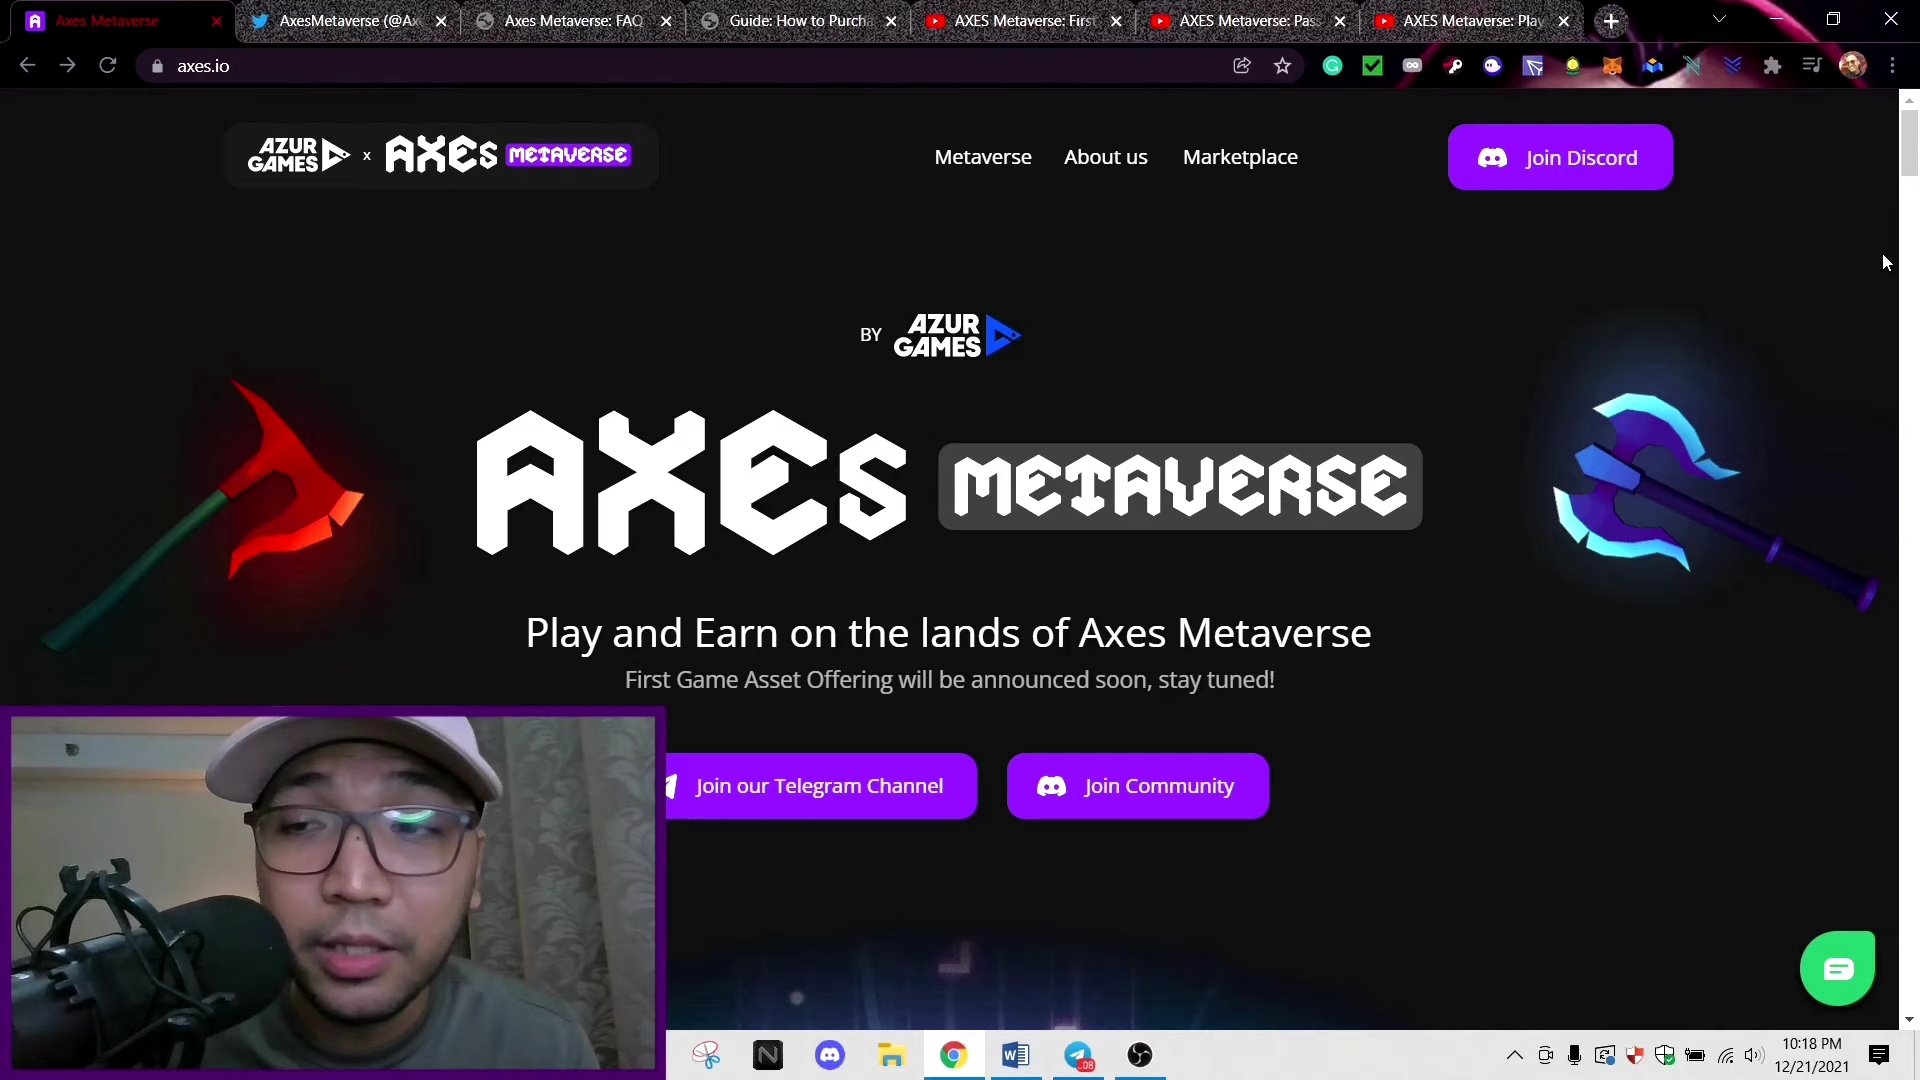 Axes Metaverse
AxesMetaverse (@Ax
Axes Metaverse: FAQ
Guide: How to Purcha
AXES Metaverse: First
AXES Metaverse: Pass
AXES Metaverse: Play
axes.io
AZUR GAMES x AXES METAVERSE
Metaverse
About us
Marketplace
Join Discord
BY AZUR GAMES
AXES METAVERSE
Play and Earn on the lands of Axes Metaverse
First Game Asset Offering will be announced soon, stay tuned!
Join our Telegram Channel
Join Community
10:18 PM
12/21/2021